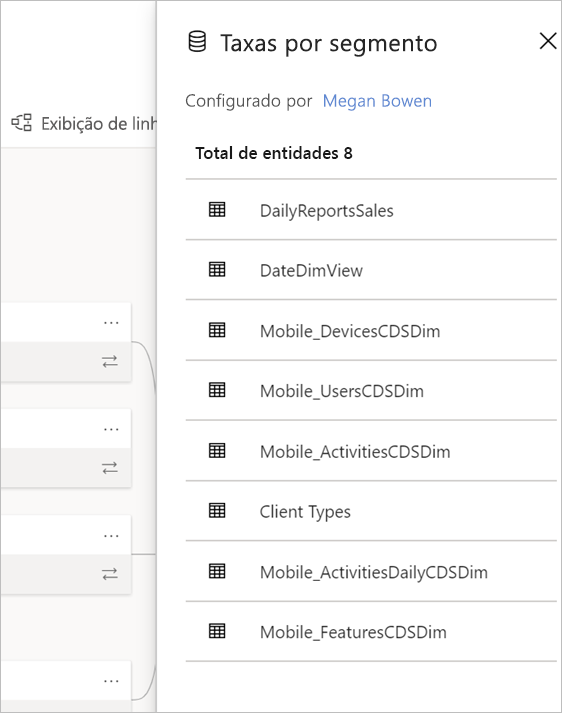 Taxas por segmento
Configurado por Megan Bowen
Exibição de linh
Total de entidades 8
DailyReportsSales
DateDimView
Mobile_DevicesCDSDim
Mobile_UsersCDSDim
Mobile_ActivitiesCDSDim
Client Types
Mobile_ActivitiesDailyCDSDim
Mobile_FeaturesCDSDim